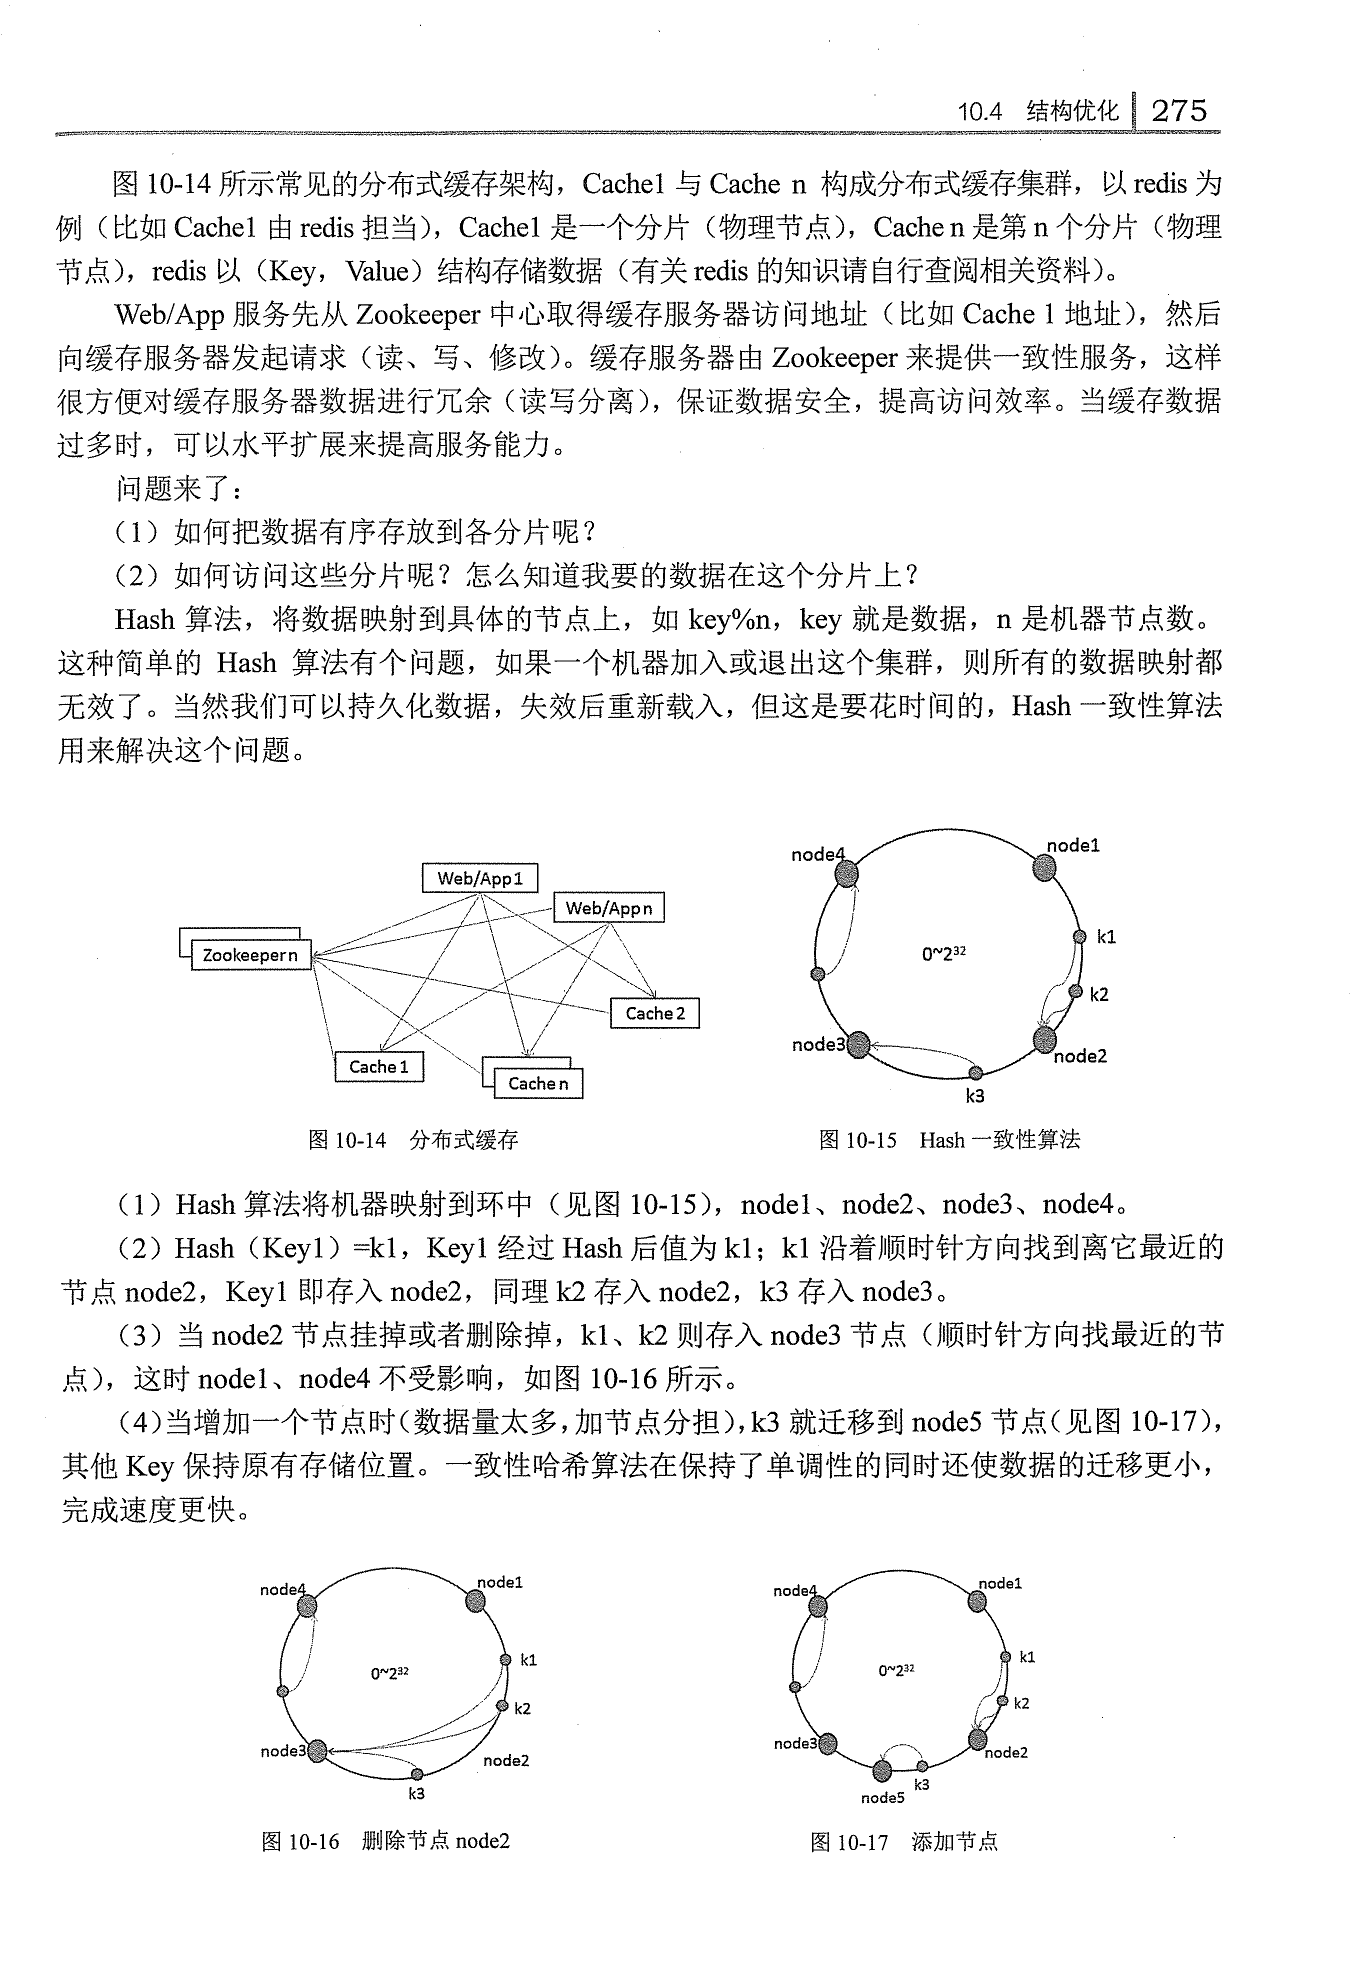 10.4 结构优化 275
图 10-14 所示常见的分布式缓存架构，Cache1 与 Cache n 构成分布式缓存集群，以 redis 为
例（比如 Cache1 由 redis 担当），Cache1 是一个分片（物理节点），Cache n 是第 n 个分片（物理
节点），redis 以（Key，Value）结构存储数据（有关 redis 的知识请自行查阅相关资料）。
Web/App 服务先从 Zookeeper 中心取得缓存服务器访问地址（比如 Cache 1 地址），然后
向缓存服务器发起请求（读、写、修改）。缓存服务器由 Zookeeper 来提供一致性服务，这样
很方便对缓存服务器数据进行冗余（读写分离），保证数据安全，提高访问效率。当缓存数据
过多时，可以水平扩展来提高服务能力。
问题来了：
（1）如何把数据有序存放到各分片呢？
（2）如何访问这些分片呢？怎么知道我要的数据在这个分片上？
Hash 算法，将数据映射到具体的节点上，如 key%n，key 就是数据，n 是机器节点数。
这种简单的 Hash 算法有个问题，如果一个机器加入或退出这个集群，则所有的数据映射都
无效了。当然我们可以持久化数据，失效后重新载入，但这是要花时间的，Hash 一致性算法
用来解决这个问题。
Web/App1
Web/App n
Zookeeper n
Cache 2
Cache 1
Cache n
图 10-14 分布式缓存
node4
node1
k1
0~2³²
k2
node3
node2
k3
图 10-15 Hash 一致性算法
（1）Hash 算法将机器映射到环中（见图 10-15），node1、node2、node3、node4。
（2）Hash（Key1）=k1，Key1 经过 Hash 后值为 k1；k1 沿着顺时针方向找到离它最近的
节点 node2，Key1 即存入 node2，同理 k2 存入 node2，k3 存入 node3。
（3）当 node2 节点挂掉或者删除掉，k1、k2 则存入 node3 节点（顺时针方向找最近的节
点），这时 node1、node4 不受影响，如图 10-16 所示。
（4）当增加一个节点时（数据量太多，加节点分担），k3 就迁移到 node5 节点（见图 10-17），
其他 Key 保持原有存储位置。一致性哈希算法在保持了单调性的同时还使数据的迁移更小，
完成速度更快。
node4
node1
k1
0~2³²
k2
node3
node2
k3
图 10-16 删除节点 node2
node4
node1
k1
0~2³²
k2
node3
node2
k3
node5
图 10-17 添加节点